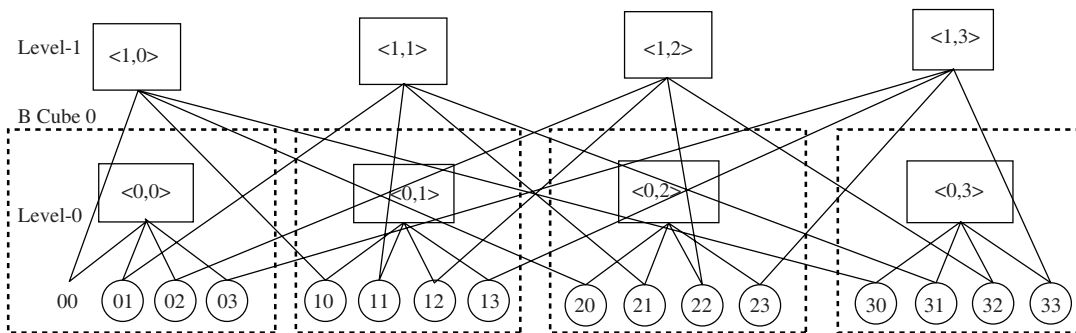 Level-1
<1,0>
<1,1>
<1,2>
<1,3>
B Cube 0
<0,0>
<0,1>
<0,2>
<0,3>
Level-0
00 01 02 03 10 11 12 13 20 21 22 23 30 31 32 33